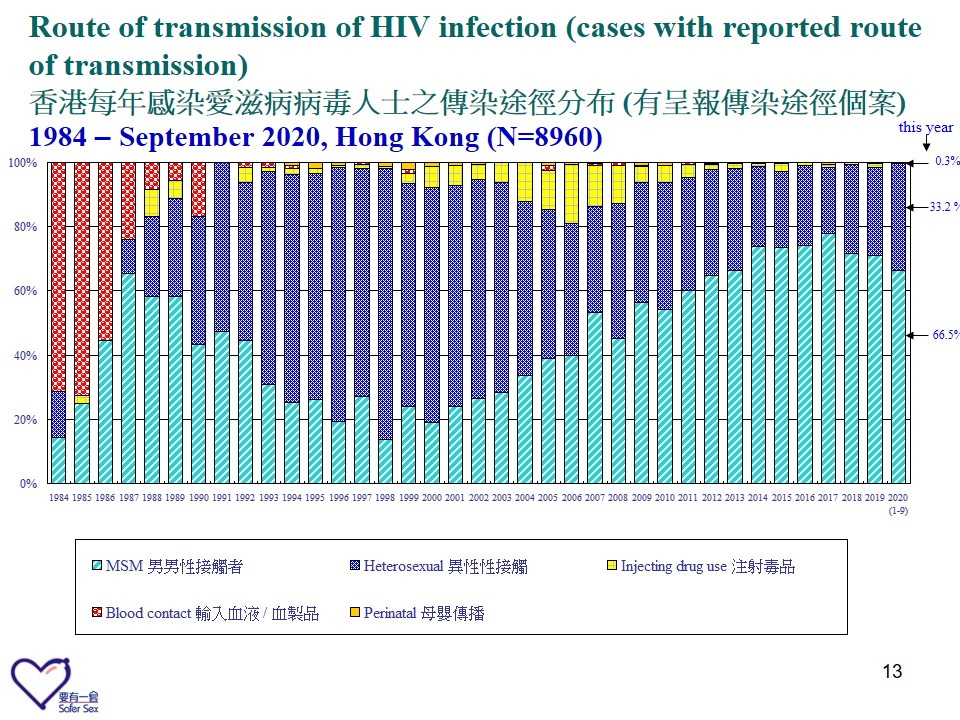 Route of transmission of HIV infection (cases with reported route
of transmission)
香港每年感染愛滋病病毒人士之傳染途徑分布 (有呈報傳染途徑個案)
1984 – September 2020, Hong Kong (N=8960)
this year
100%
80%
60%
40%
20%
0%
0.3%
33.2 %
66.5%
1984 1985 1986 1987 1988 1989 1990 1991 1992 1993 1994 1995 1996 1997 1998 1999 2000 2001 2002 2003 2004 2005 2006 2007 2008 2009 2010 2011 2012 2013 2014 2015 2016 2017 2018 2019 2020
(1-9)
MSM 男男性接觸者 Heterosexual 異性性接觸 Injecting drug use 注射毒品
Blood contact 輸入血液 / 血製品 Perinatal 母嬰傳播
13
要有一套
Safer Sex